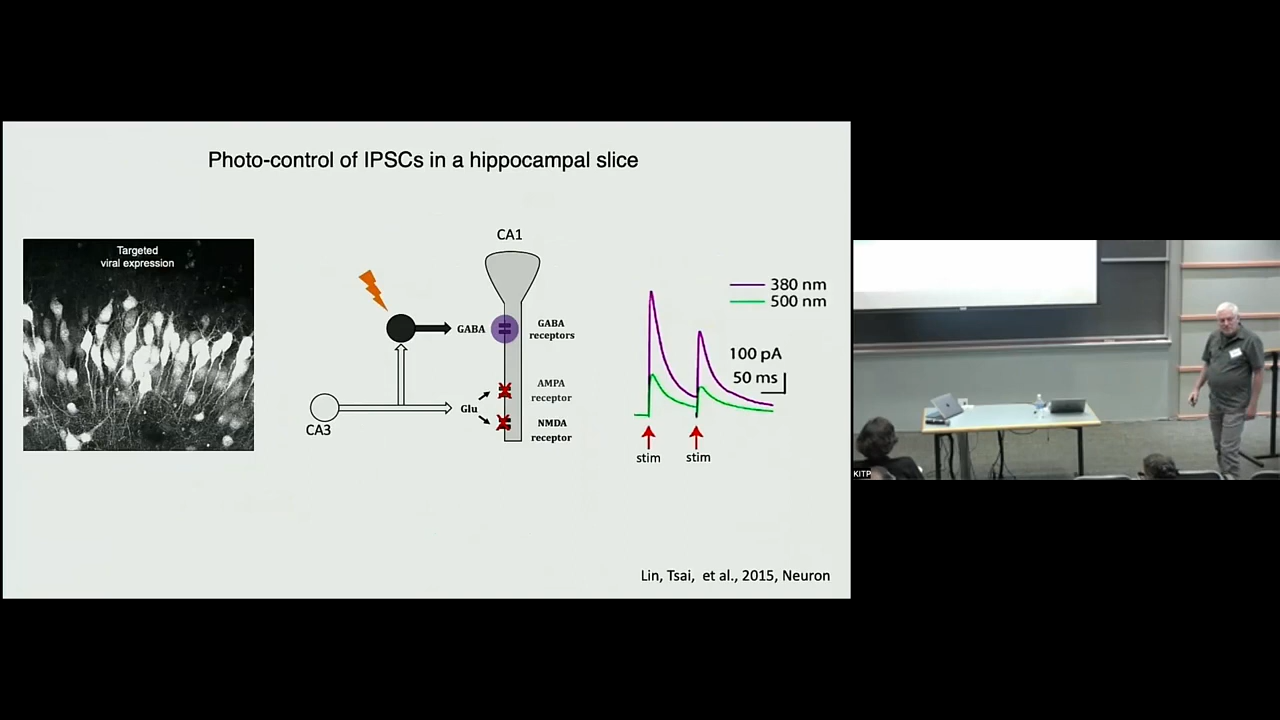 Photo-control of IPSCs in a hippocampal slice
Targeted
viral expression
CA1
GABA
GABA
receptors
AMPA
receptor
Glu
NMDA
receptor
CA3
380 nm
500 nm
100 pA
50 ms
stim
stim
Lin, Tsai, et al., 2015, Neuron
KITP